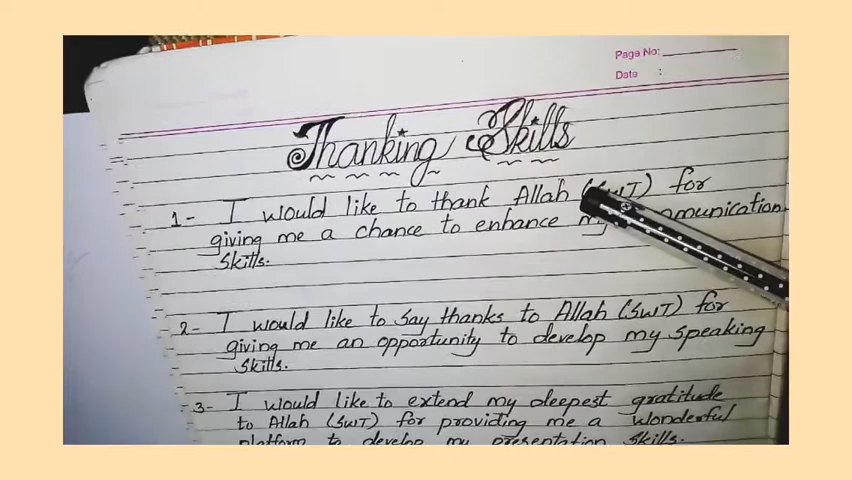 Page No:
Date :
Thanking Skills
1- I would like to thank Allah (SWT) for
giving me a chance to enhance my communication
skills.
2- I would like to say thanks to Allah (SWT) for
giving me an opportunity to develop my speaking
skills.
3- I would like to extend my deepest gratitude
to Allah (SWT) for providing me a wonderful
platform to develop my presentation skills.